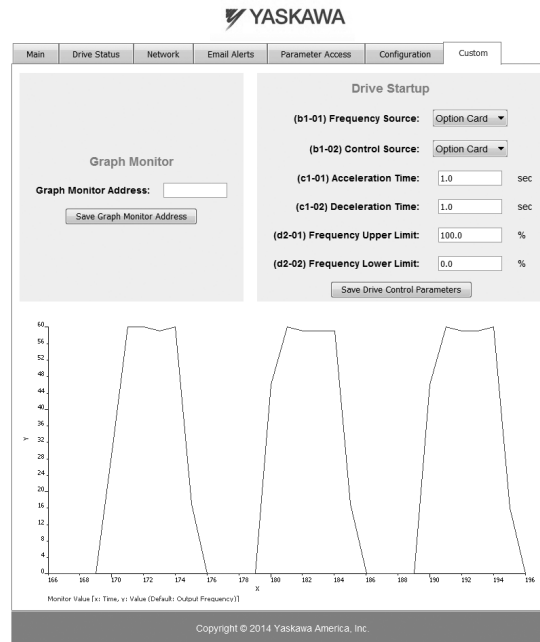 YASKAWA
Main
Drive Status
Network
Email Alerts
Parameter Access
Configuration
Custom
Graph Monitor
Graph Monitor Address:
Save Graph Monitor Address
Drive Startup
(b1-01) Frequency Source: Option Card
(b1-02) Control Source: Option Card
(c1-01) Acceleration Time: 1.0 sec
(c1-02) Deceleration Time: 1.0 sec
(d2-01) Frequency Upper Limit: 100.0 %
(d2-02) Frequency Lower Limit: 0.0 %
Save Drive Control Parameters
60
56
52
48
44
40
36
32
28
24
20
16
12
8
4
0
Y
166 168 170 172 174 176 178 180 182 184 186 188 190 192 194 196
X
Monitor Value [x: Time, y: Value (Default: Output Frequency)]
Copyright © 2014 Yaskawa America, Inc.